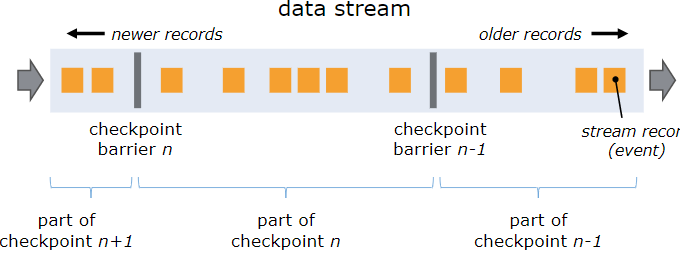 data stream
newer records
older records
checkpoint
barrier n
checkpoint
barrier n-1
stream recor
(event)
part of
checkpoint n+1
part of
checkpoint n
part of
checkpoint n-1